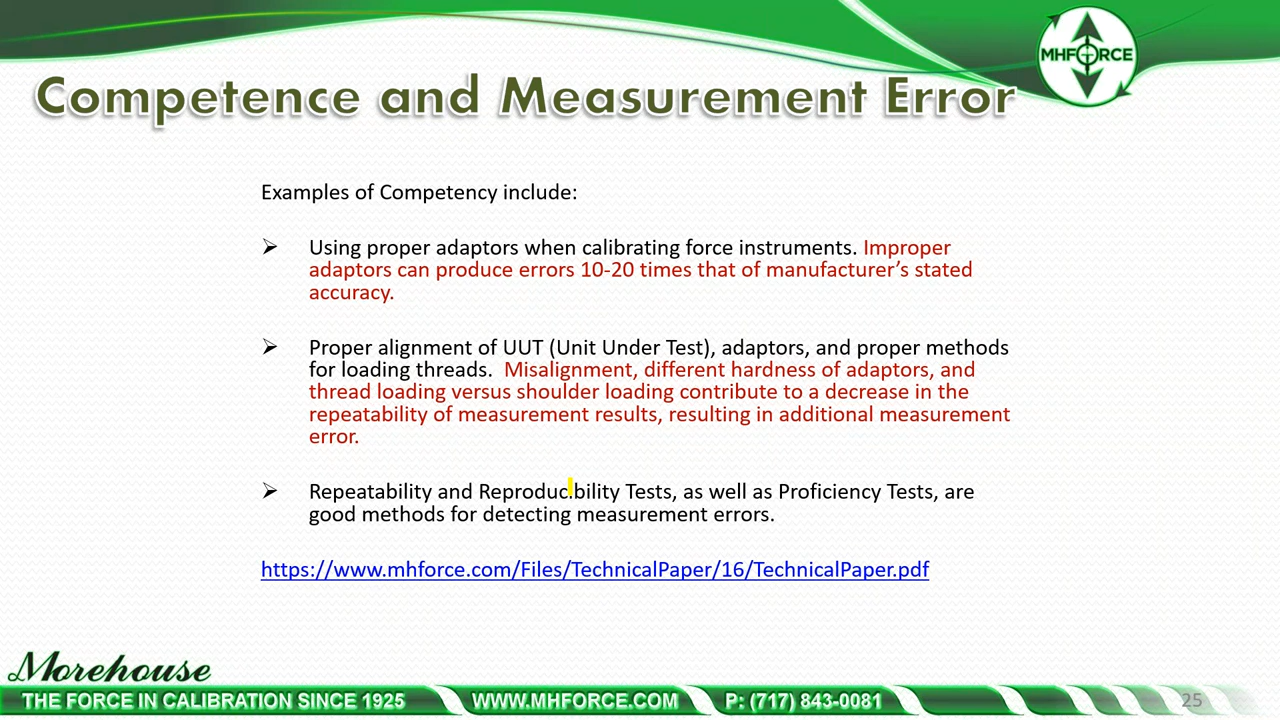 MHFORCE
Competence and Measurement Error
Examples of Competency include:
Using proper adaptors when calibrating force instruments. Improper
adaptors can produce errors 10-20 times that of manufacturer’s stated
accuracy.
Proper alignment of UUT (Unit Under Test), adaptors, and proper methods
for loading threads. Misalignment, different hardness of adaptors, and
thread loading versus shoulder loading contribute to a decrease in the
repeatability of measurement results, resulting in additional measurement
error.
Repeatability and Reproducibility Tests, as well as Proficiency Tests, are
good methods for detecting measurement errors.
https://www.mhforce.com/Files/TechnicalPaper/16/TechnicalPaper.pdf
Morehouse
THE FORCE IN CALIBRATION SINCE 1925 WWW.MHFORCE.COM P: (717) 843-0081 25